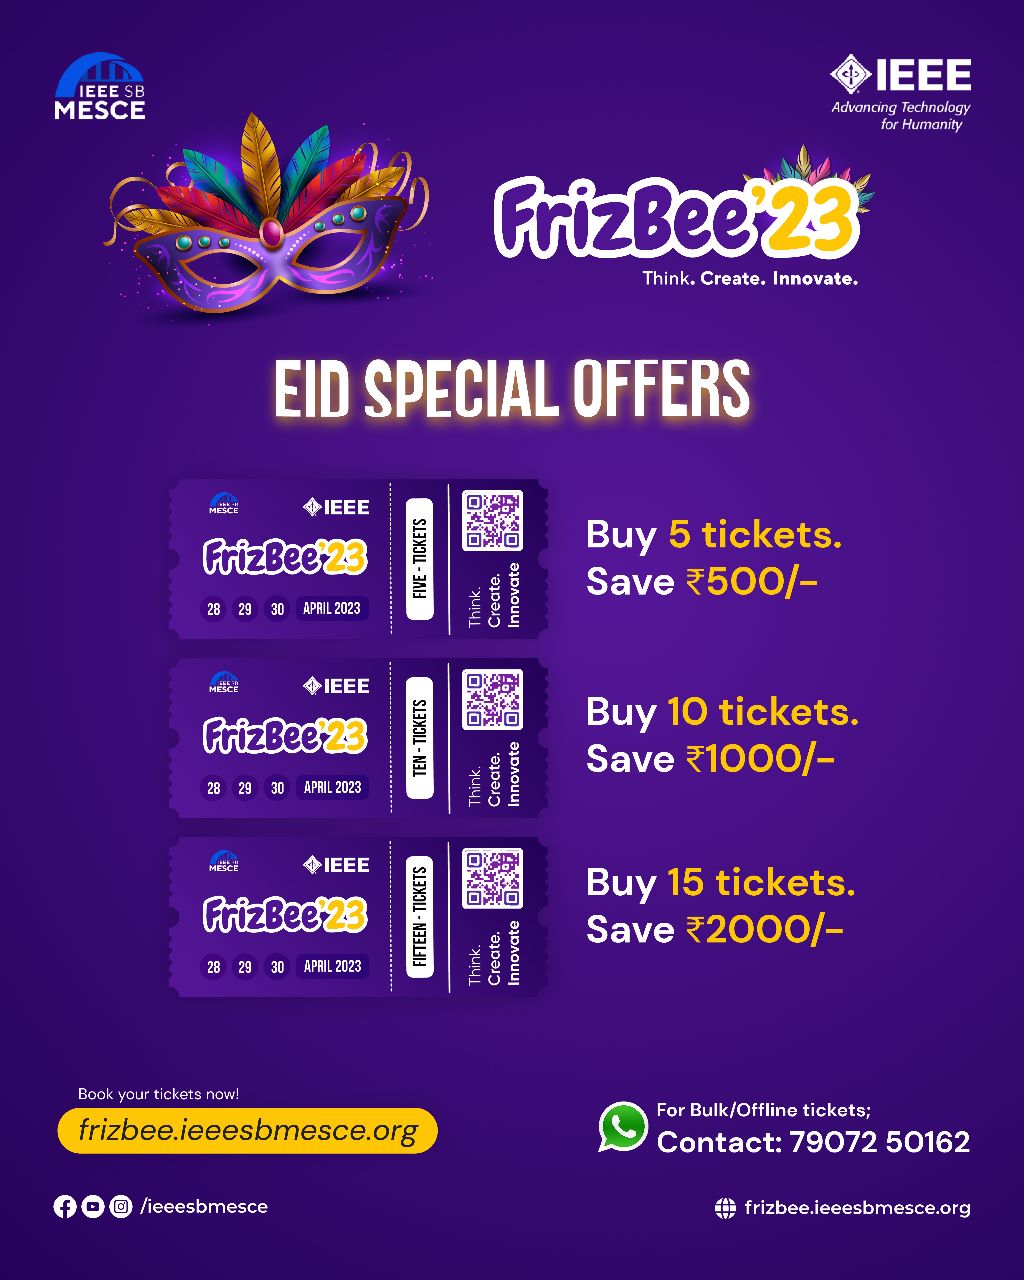 IEEE SB
MESCE
IEEE
Advancing Technology
for Humanity
FrizBee'23
Think. Create. Innovate.
EID SPECIAL OFFERS
IEEE SB
MESCE
IEEE
FrizBee'23
28 29 30 APRIL 2023
FIVE - TICKETS
Think.
Create.
Innovate
Buy 5 tickets.
Save ₹500/-
IEEE SB
MESCE
IEEE
FrizBee'23
28 29 30 APRIL 2023
TEN - TICKETS
Think.
Create.
Innovate
Buy 10 tickets.
Save ₹1000/-
IEEE SB
MESCE
IEEE
FrizBee'23
28 29 30 APRIL 2023
FIFTEEN - TICKETS
Think.
Create.
Innovate
Buy 15 tickets.
Save ₹2000/-
Book your tickets now!
frizbee.ieeesbmesce.org
For Bulk/Offline tickets;
Contact: 79072 50162
/ieeesbmesce
frizbee.ieeesbmesce.org